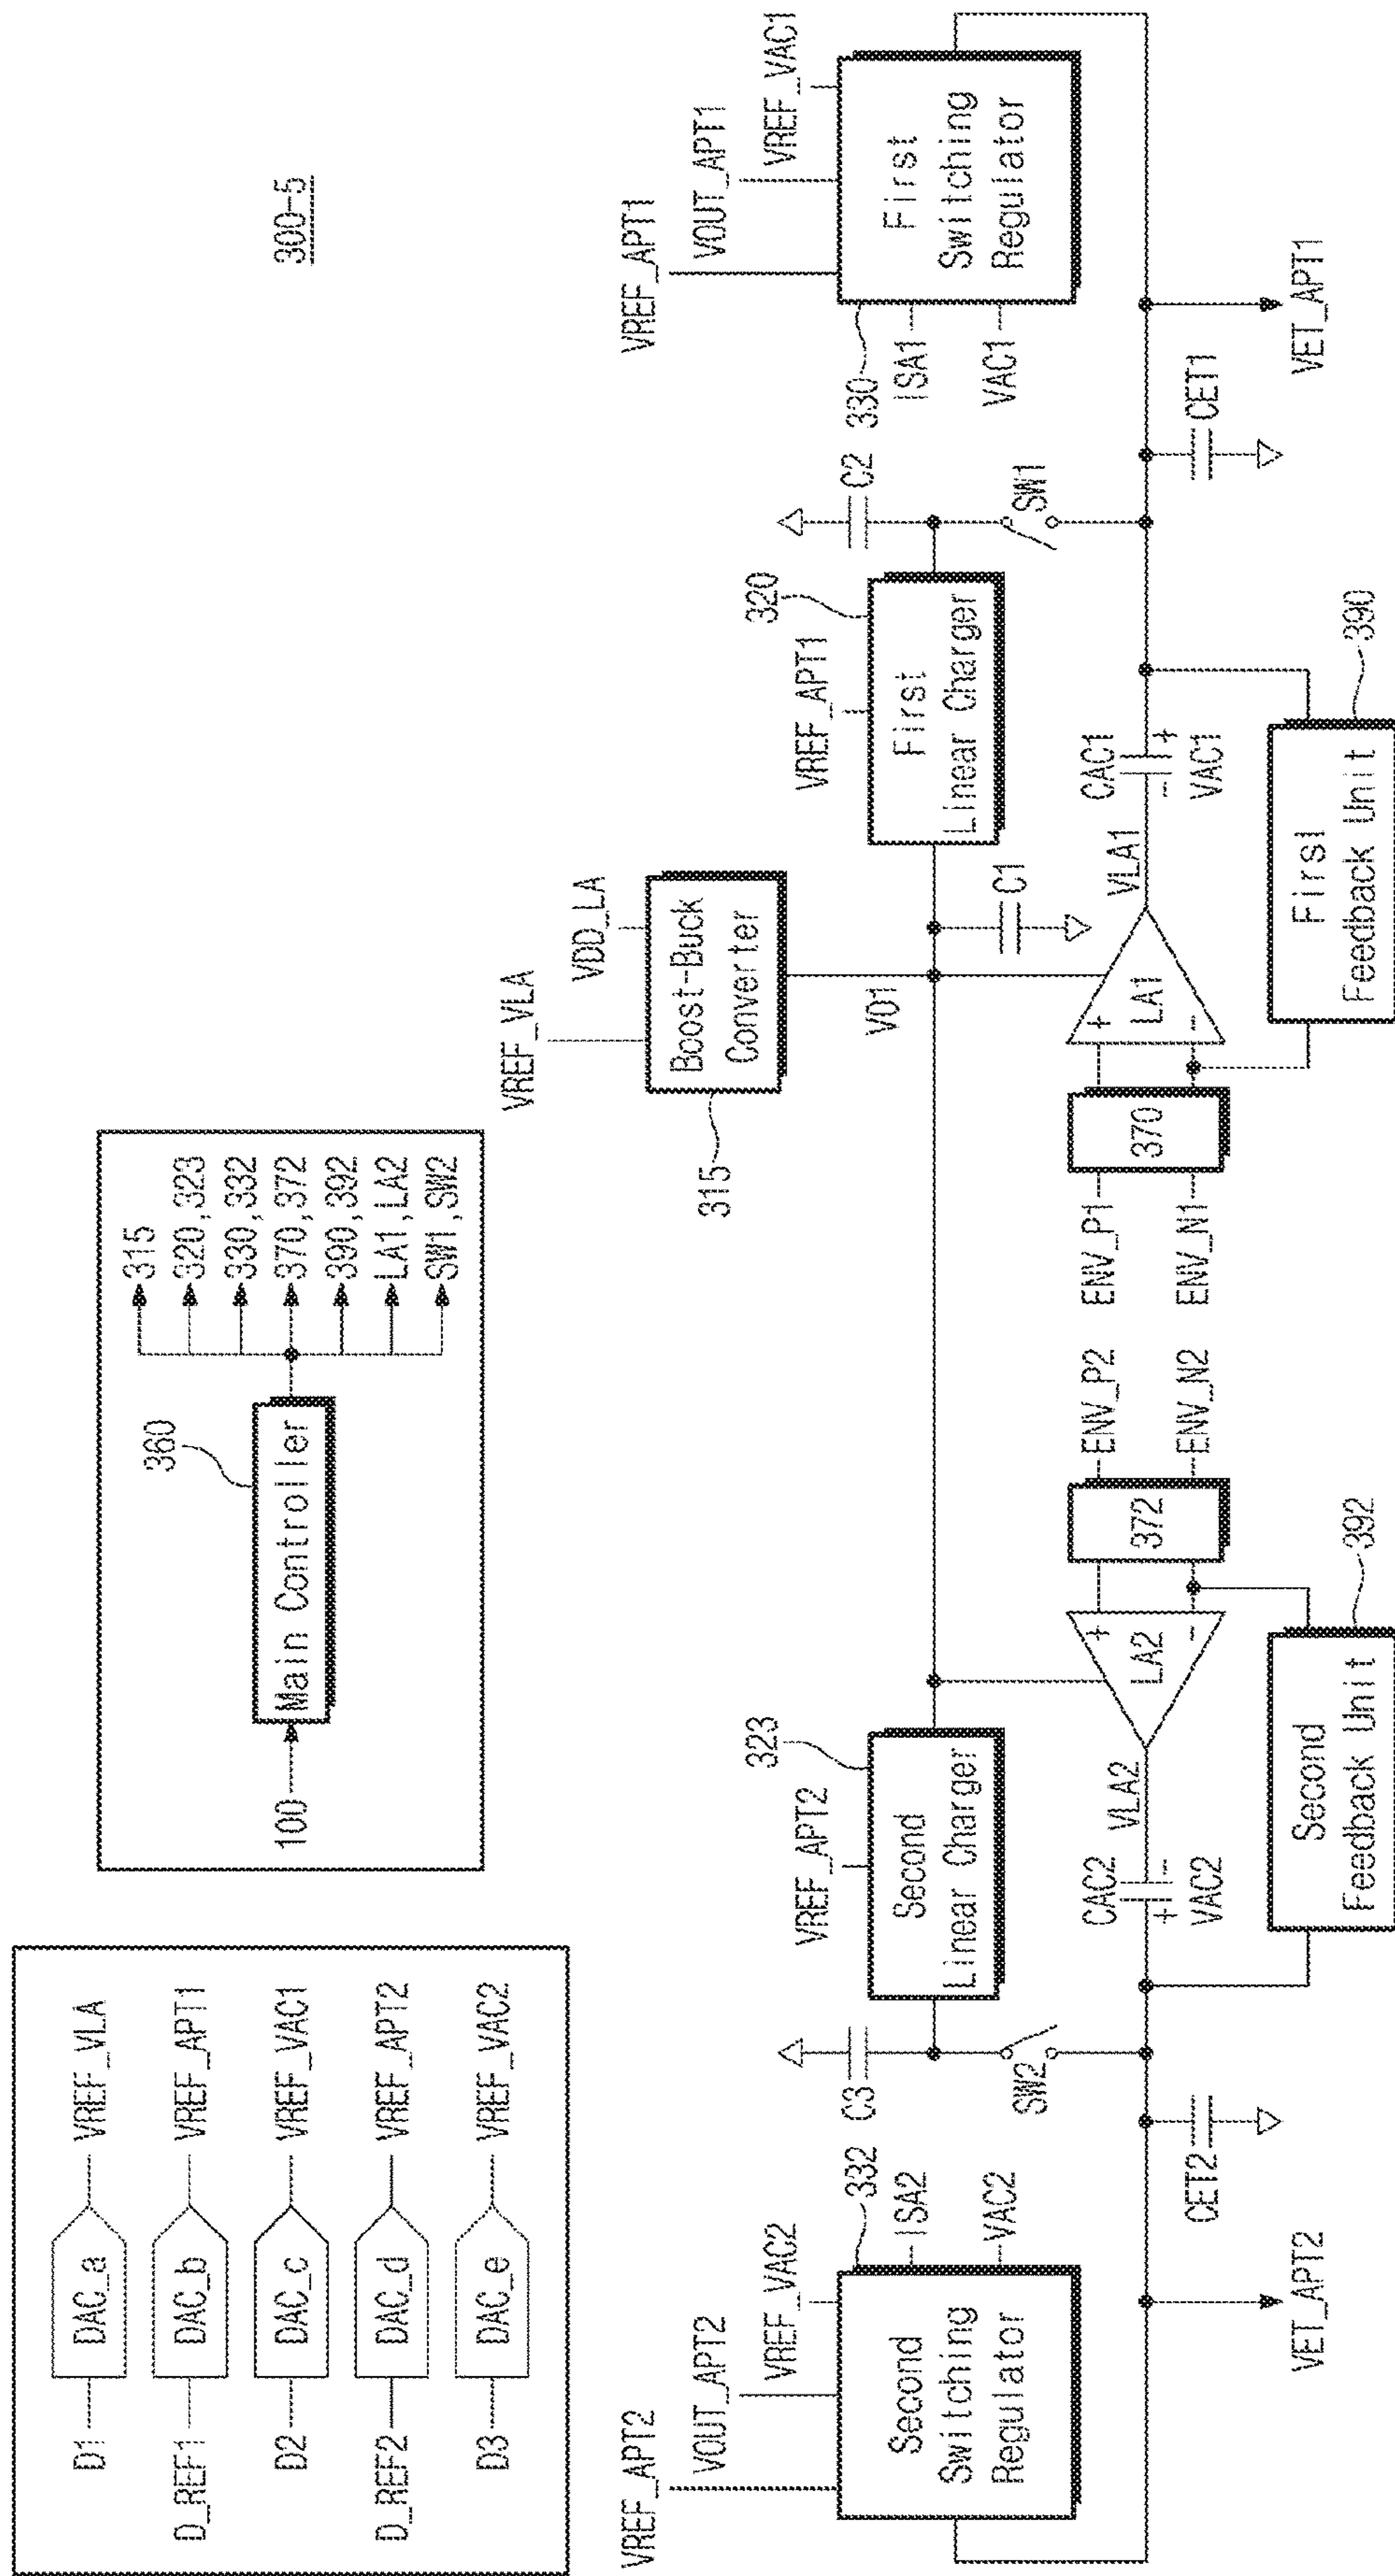 300-5
D1
DAC_a
VREF_VLA
D_REF1
DAC_b
VREF_APT1
D2
DAC_c
VREF_VAC1
D_REF2
DAC_d
VREF_APT2
D3
DAC_e
VREF_VAC2
100
Main Controller
360
315
320,323
330,332
370,372
390,392
LA1,LA2
SW1,SW2
VREF_APT2
VOUT_APT2
VREF_VAC2
Second
Switching
Regulator
332
ISA2
VAC2
C3
SW2
CET2
VET_APT2
VREF_APT2
323
Second
Linear Charger
CAC2
+ -
VAC2
VLA2
LA2
+
-
372
ENV_P2
ENV_N2
Second
Feedback Unit
392
VREF_VLA
VDD_LA
Boost-Buck
Converter
315
VO1
C1
ENV_P1
ENV_N1
370
+
-
LA1
VLA1
CAC1
- +
VAC1
First
Feedback Unit
390
VREF_APT1
320
First
Linear Charger
C2
SW1
CET1
VET_APT1
VREF_APT1
VOUT_APT1
VREF_VAC1
First
Switching
Regulator
330
ISA1
VAC1